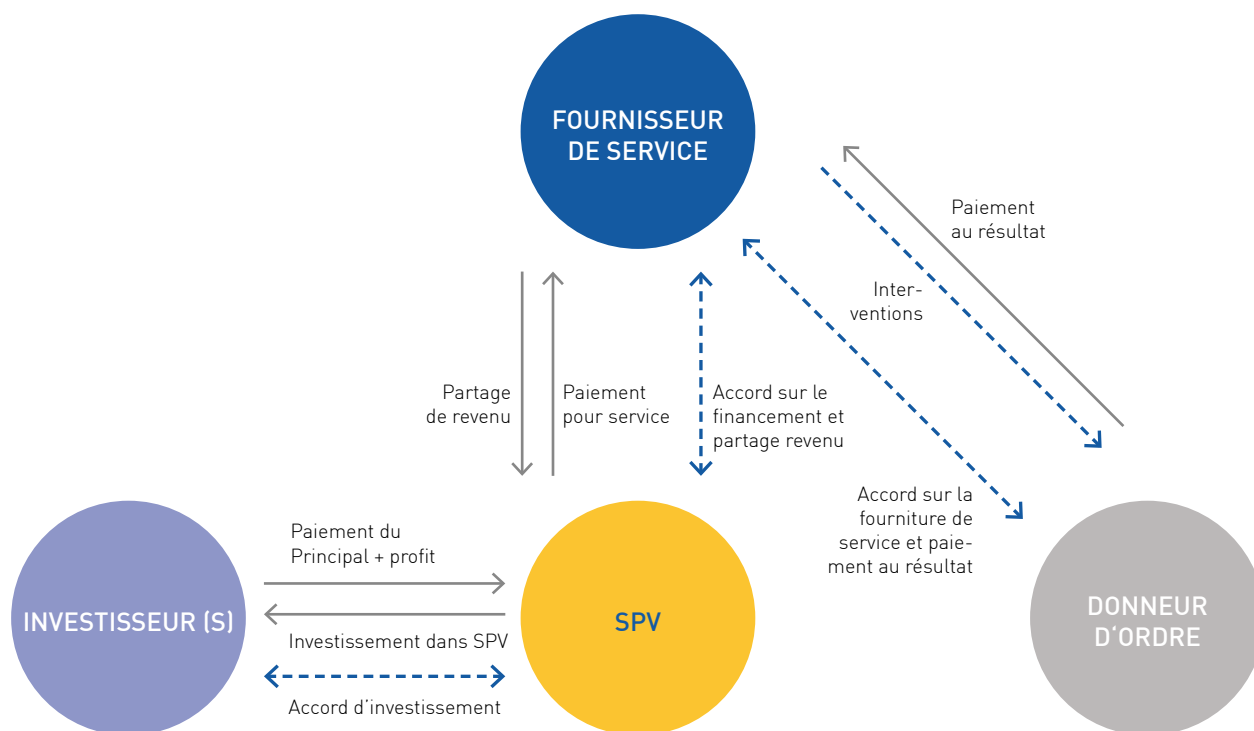 FOURNISSEUR
DE SERVICE
Paiement
au résultat
Inter-
ventions
Partage
de revenu
Paiement
pour service
Accord sur le
financement et
partage revenu
Accord sur la
fourniture de
service et paie-
ment au résultat
Paiement du
Principal + profit
INVESTISSEUR (S)
Investissement dans SPV
Accord d'investissement
SPV
DONNEUR
D‘ORDRE